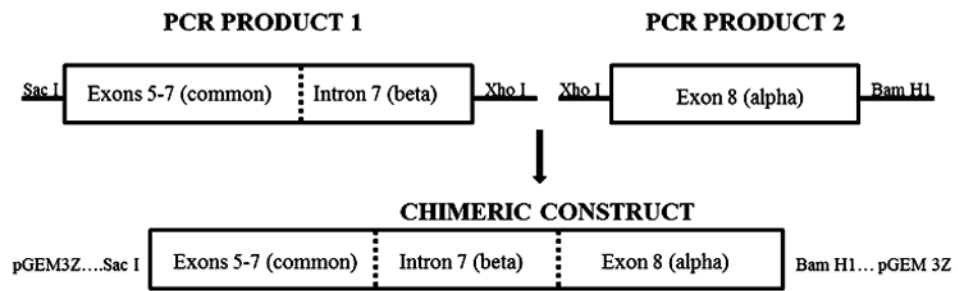 PCR PRODUCT 1 PCR PRODUCT 2
Sac I Exons 5-7 (common) Intron 7 (beta) Xho I Xho I Exon 8 (alpha) Bam H1
CHIMERIC CONSTRUCT
pGEM3Z....Sac I Exons 5-7 (common) Intron 7 (beta) Exon 8 (alpha) Bam H1... pGEM 3Z